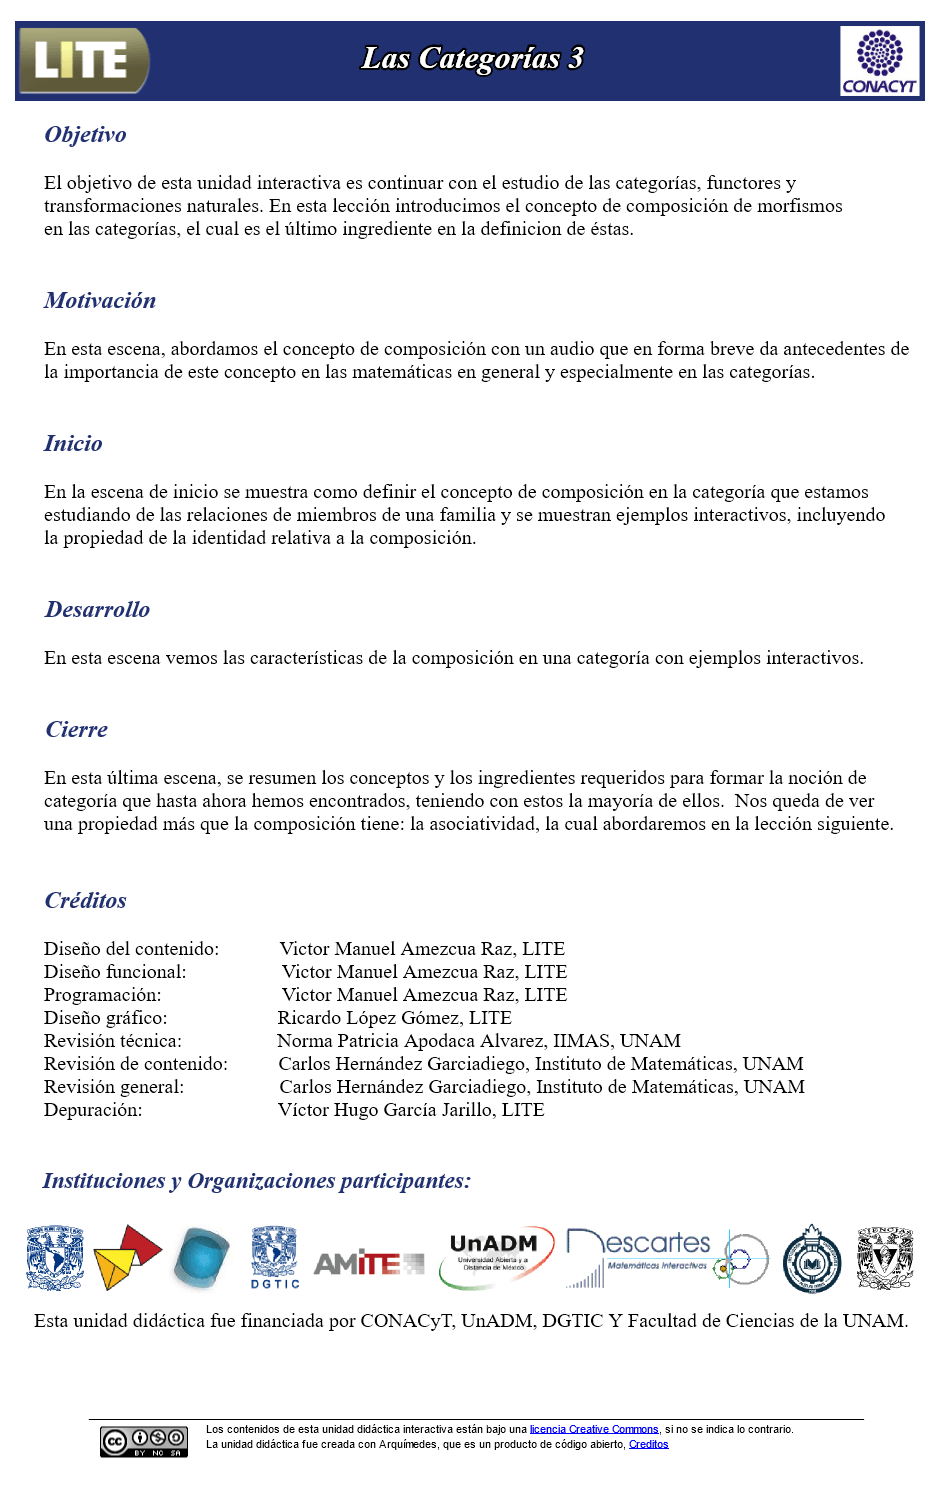 LITE
Las Categorías 3
CONACYT
Objetivo
El objetivo de esta unidad interactiva es continuar con el estudio de las categorías, functores y
transformaciones naturales. En esta lección introducimos el concepto de composición de morfismos
en las categorías, el cual es el último ingrediente en la definicion de éstas.
Motivación
En esta escena, abordamos el concepto de composición con un audio que en forma breve da antecedentes de
la importancia de este concepto en las matemáticas en general y especialmente en las categorías.
Inicio
En la escena de inicio se muestra como definir el concepto de composición en la categoría que estamos
estudiando de las relaciones de miembros de una familia y se muestran ejemplos interactivos, incluyendo
la propiedad de la identidad relativa a la composición.
Desarrollo
En esta escena vemos las características de la composición en una categoría con ejemplos interactivos.
Cierre
En esta última escena, se resumen los conceptos y los ingredientes requeridos para formar la noción de
categoría que hasta ahora hemos encontrados, teniendo con estos la mayoría de ellos.  Nos queda de ver
una propiedad más que la composición tiene: la asociatividad, la cual abordaremos en la lección siguiente.
Créditos
Diseño del contenido: Victor Manuel Amezcua Raz, LITE
Diseño funcional: Victor Manuel Amezcua Raz, LITE
Programación: Victor Manuel Amezcua Raz, LITE
Diseño gráfico: Ricardo López Gómez, LITE
Revisión técnica: Norma Patricia Apodaca Alvarez, IIMAS, UNAM
Revisión de contenido: Carlos Hernández Garciadiego, Instituto de Matemáticas, UNAM
Revisión general: Carlos Hernández Garciadiego, Instituto de Matemáticas, UNAM
Depuración: Víctor Hugo García Jarillo, LITE
Instituciones y Organizaciones participantes:
DGTIC
AMiTE
UnADM
Universidad Abierta y a
Distancia de México
Descartes
Matemáticas Interactivas
CIENCIAS
Esta unidad didáctica fue financiada por CONACyT, UnADM, DGTIC Y Facultad de Ciencias de la UNAM.
Los contenidos de esta unidad didáctica interactiva están bajo una licencia Creative Commons, si no se indica lo contrario.
La unidad didáctica fue creada con Arquímedes, que es un producto de código abierto, Creditos
cc
BY NC SA